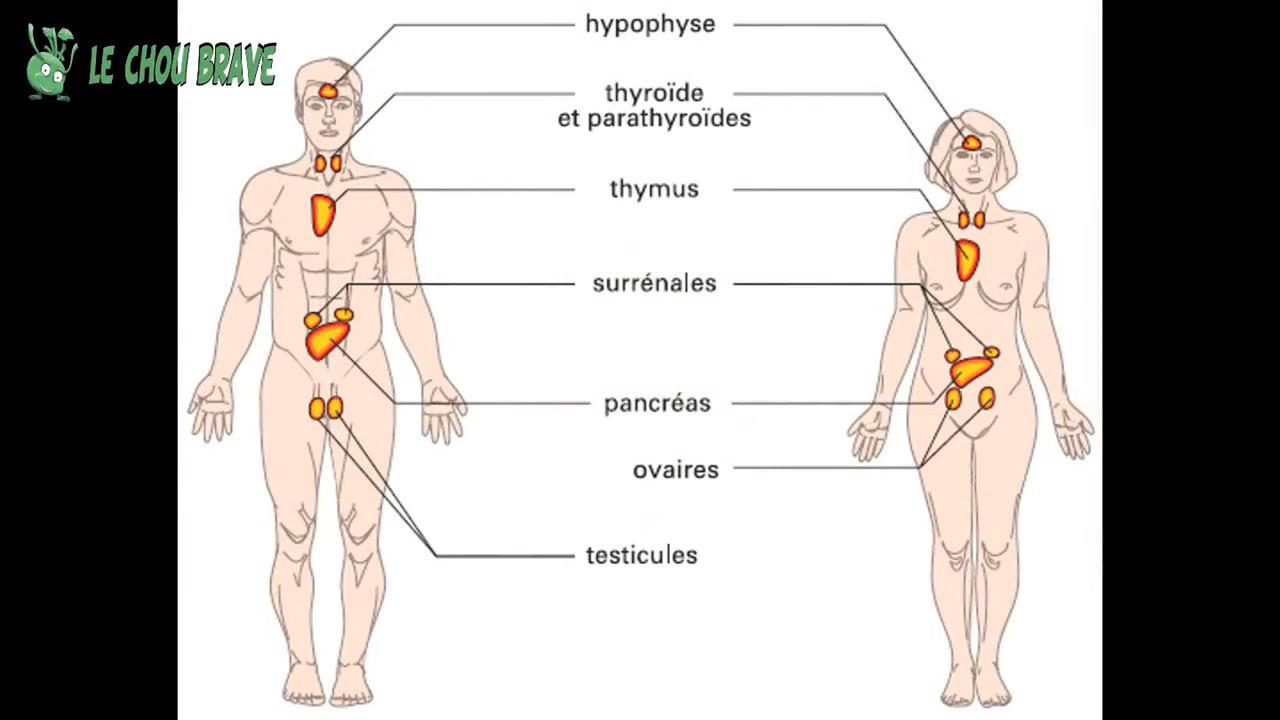 LE CHOU BRAVE
hypophyse
thyroïde
et parathyroïdes
thymus
surrénales
pancréas
ovaires
testicules